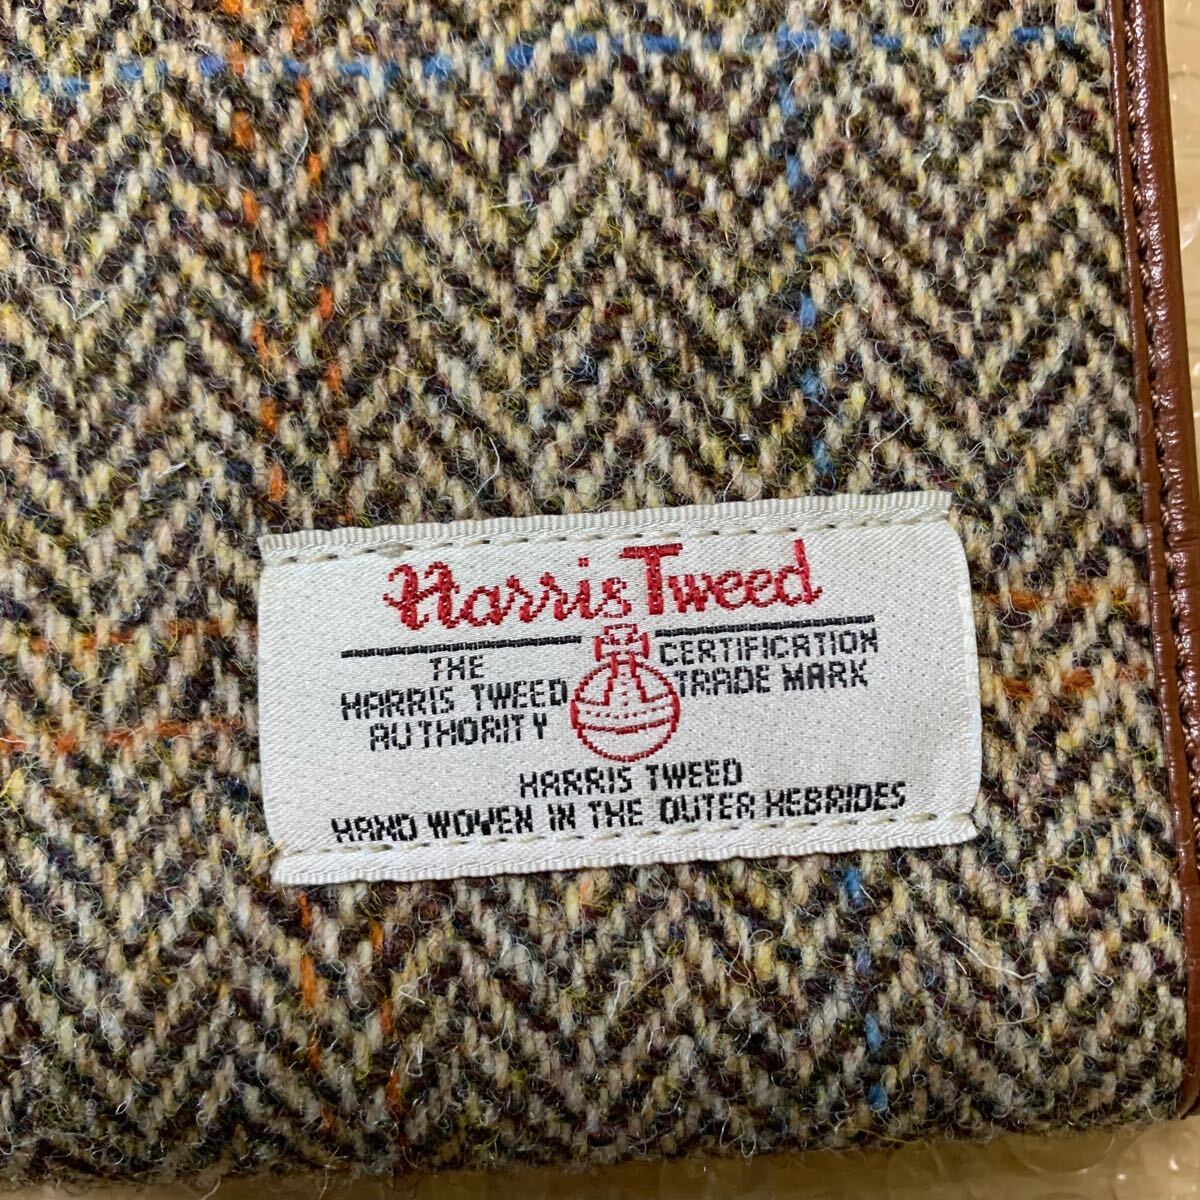 Harris Tweed
THE
HARRIS TWEED
AUTHORITY
CERTIFICATION
TRADE MARK
HARRIS TWEED
HAND WOVEN IN THE OUTER HEBRIDES